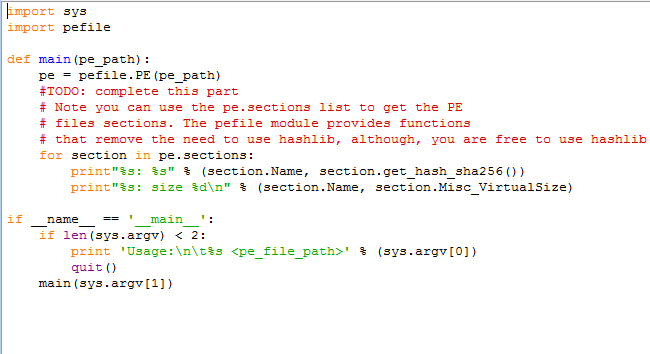 import sys
import pefile
def main(pe_path):
    pe = pefile.PE(pe_path)
    #TODO: complete this part
    # Note you can use the pe.sections list to get the PE
    # files sections. The pefile module provides functions
    # that remove the need to use hashlib, although, you are free to use hashlib
    for section in pe.sections:
        print"%s: %s" % (section.Name, section.get_hash_sha256())
        print"%s: size %d\n" % (section.Name, section.Misc_VirtualSize)
if __name__ == '__main__':
    if len(sys.argv) < 2:
        print 'Usage:\n\t%s <pe_file_path>' % (sys.argv[0])
        quit()
    main(sys.argv[1])